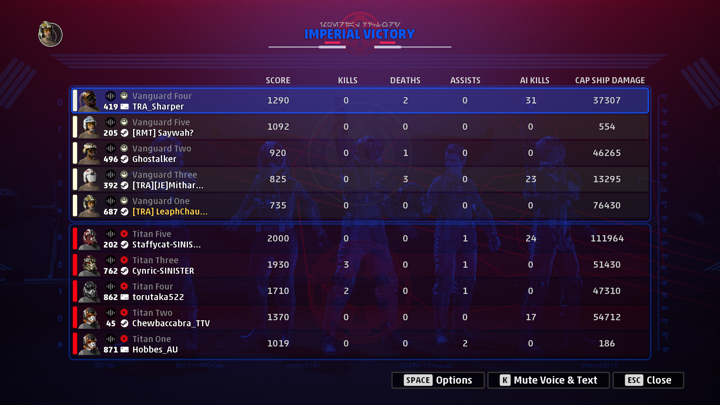 IMPERIAL VICTORY
SCORE KILLS DEATHS ASSISTS AI KILLS CAP SHIP DAMAGE
Vanguard Four
419 TRA_Sharper 1290 0 2 0 31 37307
Vanguard Five
205 [RMT] Saywah? 1092 0 0 0 0 554
Vanguard Two
496 Ghostalker 920 0 1 0 0 46265
Vanguard Three
392 [TRA][JE]Mithar... 825 0 3 0 23 13295
Vanguard One
687 [TRA] LeaphChau... 735 0 0 0 0 76430
Titan Five
202 Staffycat-SINIS... 2000 0 0 1 24 111964
Titan Three
762 Cynric-SINISTER 1930 3 0 1 0 51430
Titan Four
862 torutaka522 1710 2 0 1 0 47310
Titan Two
45 Chewbaccabra_TTV 1370 0 0 0 17 54712
Titan One
871 Hobbes_AU 1019 0 0 2 0 186
SPACE Options K Mute Voice & Text ESC Close